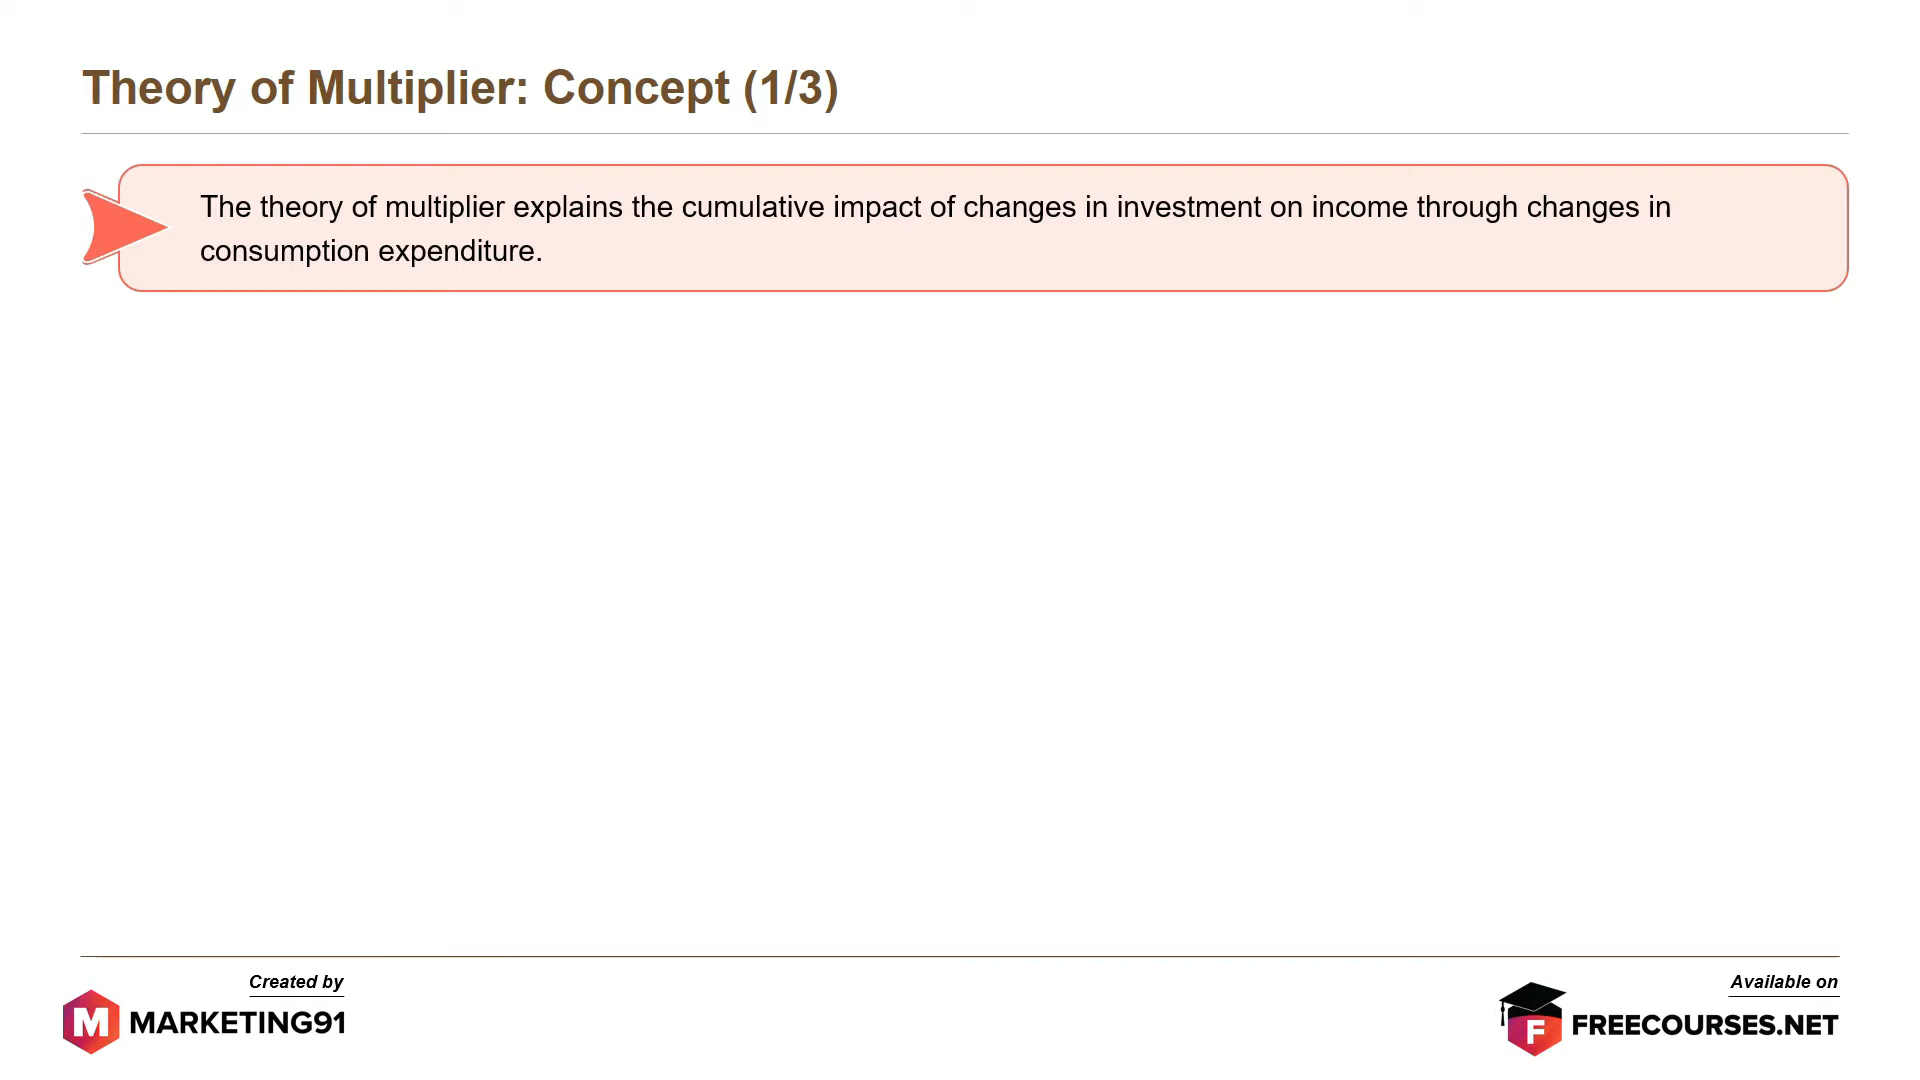 Theory of Multiplier: Concept (1/3)
The theory of multiplier explains the cumulative impact of changes in investment on income through changes in
consumption expenditure.
Created by
M MARKETING91
Available on
F FREECOURSES.NET